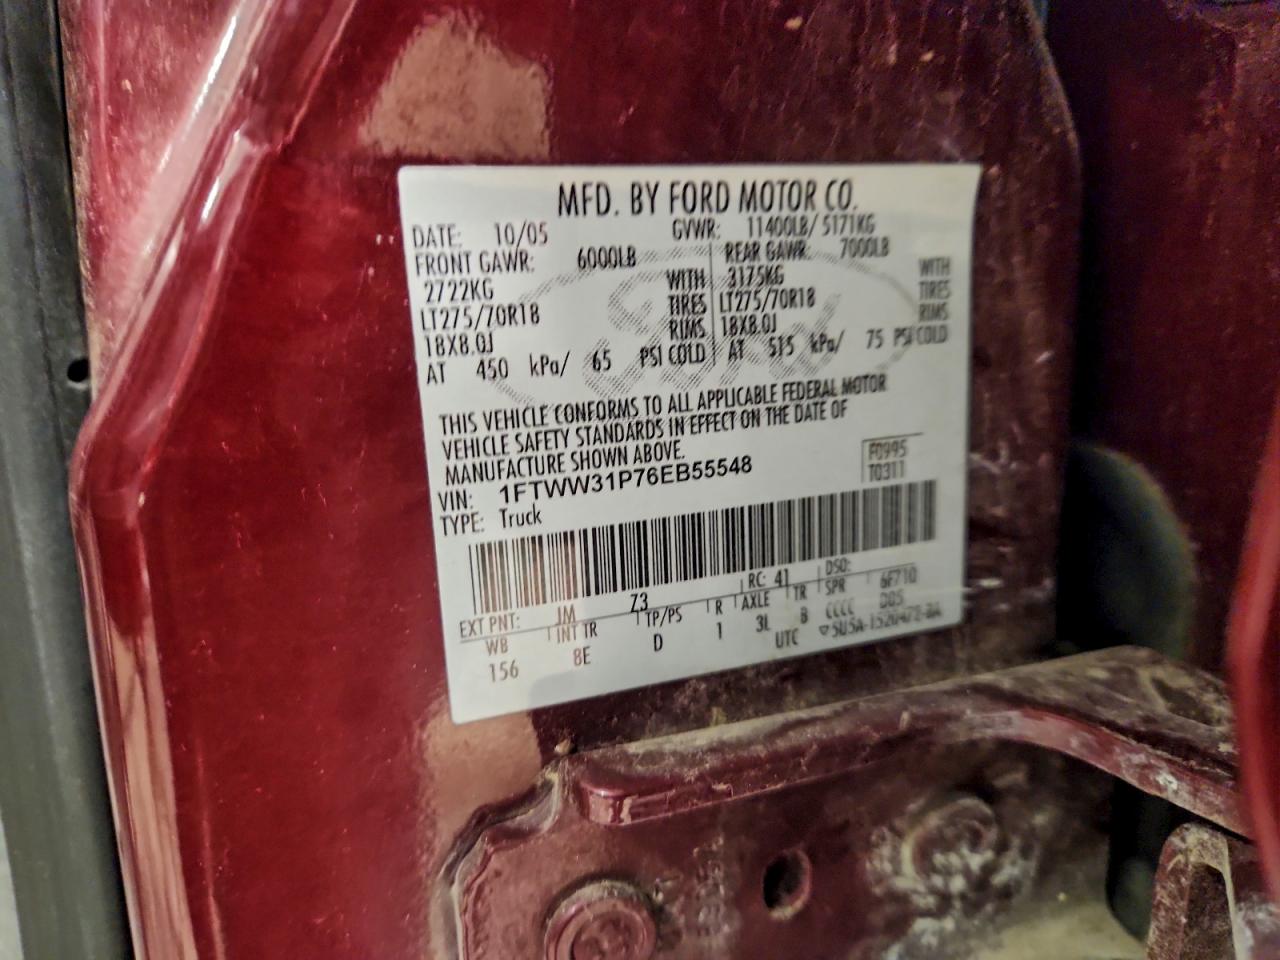 MFD. BY FORD MOTOR CO.
DATE: 10/05 GVWR: 11400LB/ 5171KG
FRONT GAWR: 6000LB REAR GAWR: 7000LB
2722KG WITH 3175KG WITH
LT275/70R18 TIRES LT275/70R18 TIRES
18X8.0J RIMS 18X8.0J RIMS
AT 450 kPa/ 65 PSI COLD AT 515 kPa/ 75 PSI COLD
THIS VEHICLE CONFORMS TO ALL APPLICABLE FEDERAL MOTOR
VEHICLE SAFETY STANDARDS IN EFFECT ON THE DATE OF
MANUFACTURE SHOWN ABOVE.
F0995
T0311
VIN: 1FTWW31P76EB55548
TYPE: Truck
EXT PNT: JM Z3 RC: 41 DSO:
WB INT TR TP/PS R AXLE TR SPR 6F710
156 8E D 1 3L B CCCC D05
UTC ▽5U5A-1520472-BA